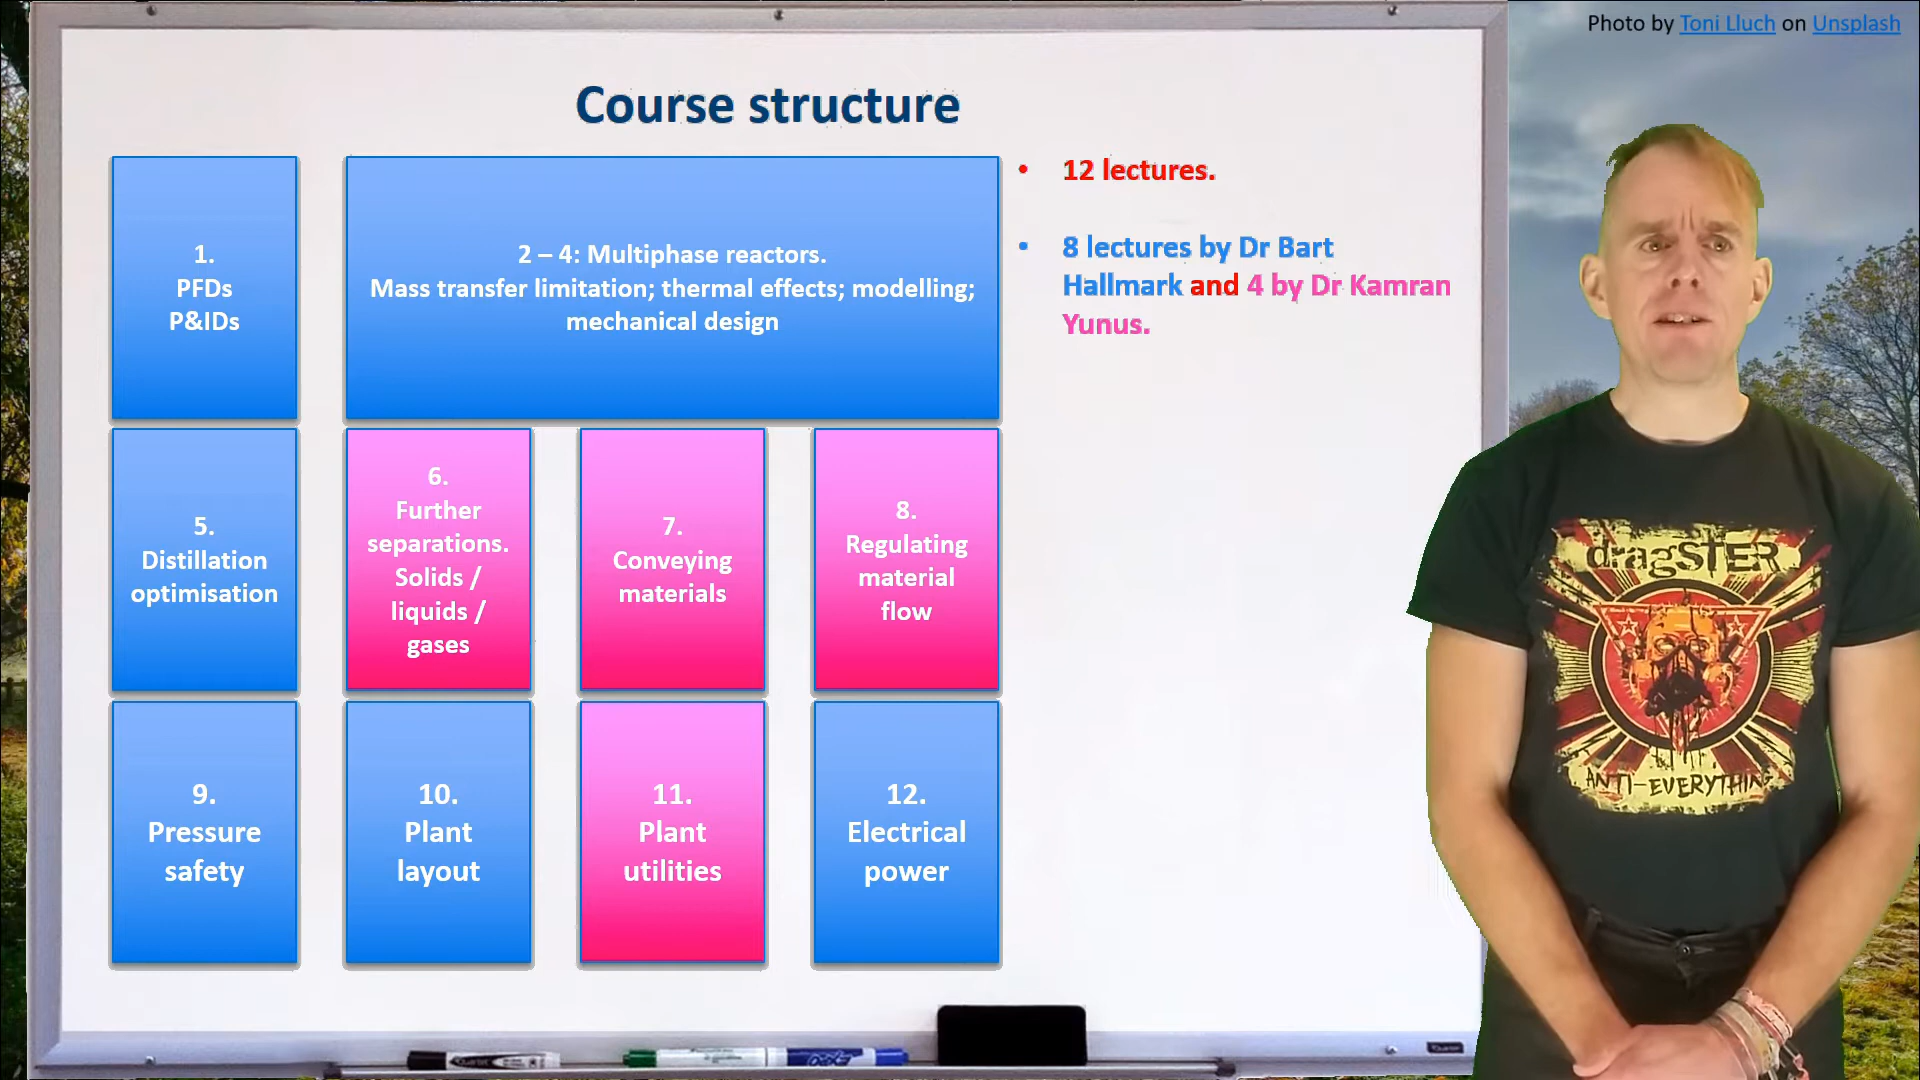 Photo by Toni Lluch on Unsplash
Course structure
1.
PFDs
P&IDs
2 – 4: Multiphase reactors.
Mass transfer limitation; thermal effects; modelling;
mechanical design
5.
Distillation
optimisation
6.
Further
separations.
Solids /
liquids /
gases
7.
Conveying
materials
8.
Regulating
material
flow
9.
Pressure
safety
10.
Plant
layout
11.
Plant
utilities
12.
Electrical
power
• 12 lectures.
• 8 lectures by Dr Bart
Hallmark and 4 by Dr Kamran
Yunus.
dragSTER
ANTI-EVERYTHING